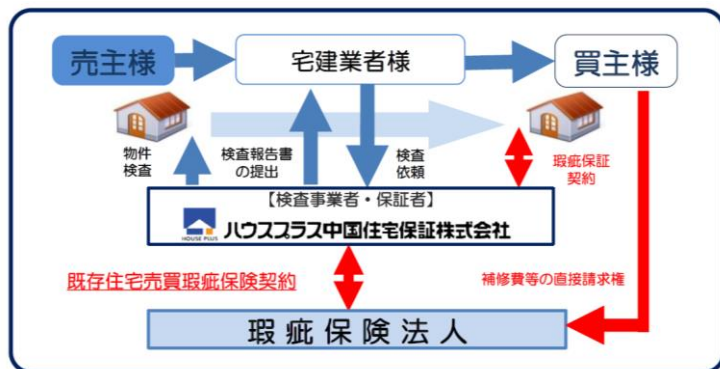 売主様
宅建業者様
買主様
物件
検査
検査報告書
の提出
検査
依頼
瑕疵保証
契約
【検査事業者・保証者】
HOUSE PLUS
ハウスプラス中国住宅保証株式会社
既存住宅売買瑕疵保険契約
補修費等の直接請求権
瑕疵保険法人